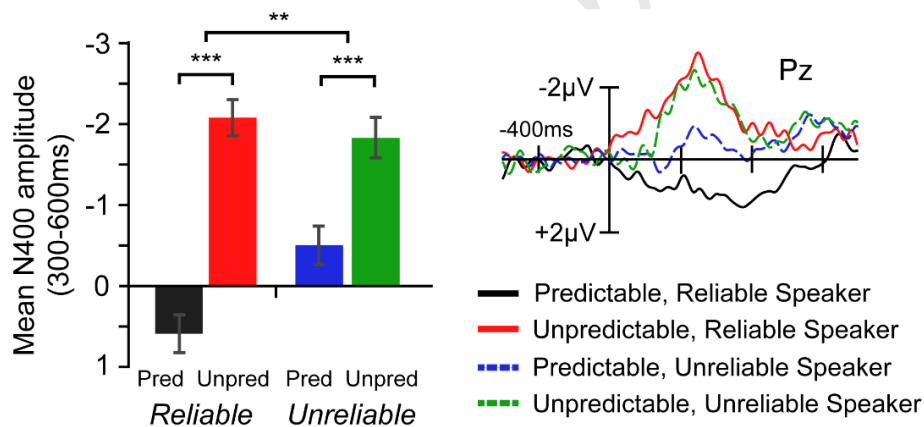 Mean N400 amplitude
(300-600ms)
-3
-2
-1
0
1
**
***
***
Pred
Unpred
Pred
Unpred
Reliable
Unreliable
Pz
-2µV
-400ms
+2µV
Predictable, Reliable Speaker
Unpredictable, Reliable Speaker
Predictable, Unreliable Speaker
Unpredictable, Unreliable Speaker